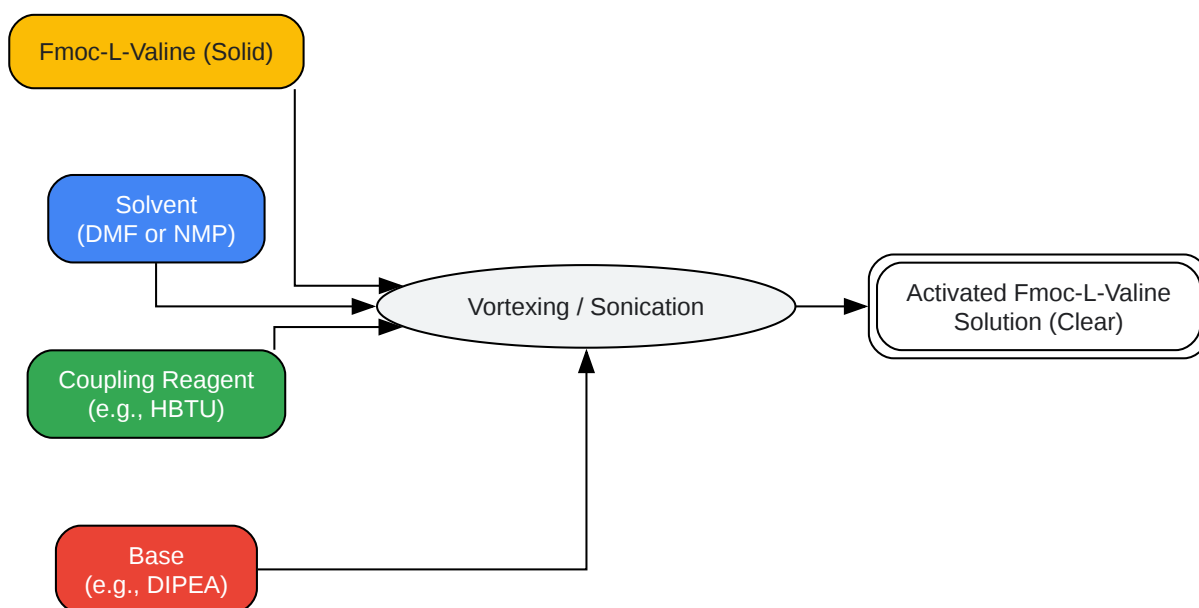 Fmoc-L-Valine (Solid)
Solvent
(DMF or NMP)
Coupling Reagent
(e.g., HBTU)
Base
(e.g., DIPEA)
Vortexing / Sonication
Activated Fmoc-L-Valine
Solution (Clear)